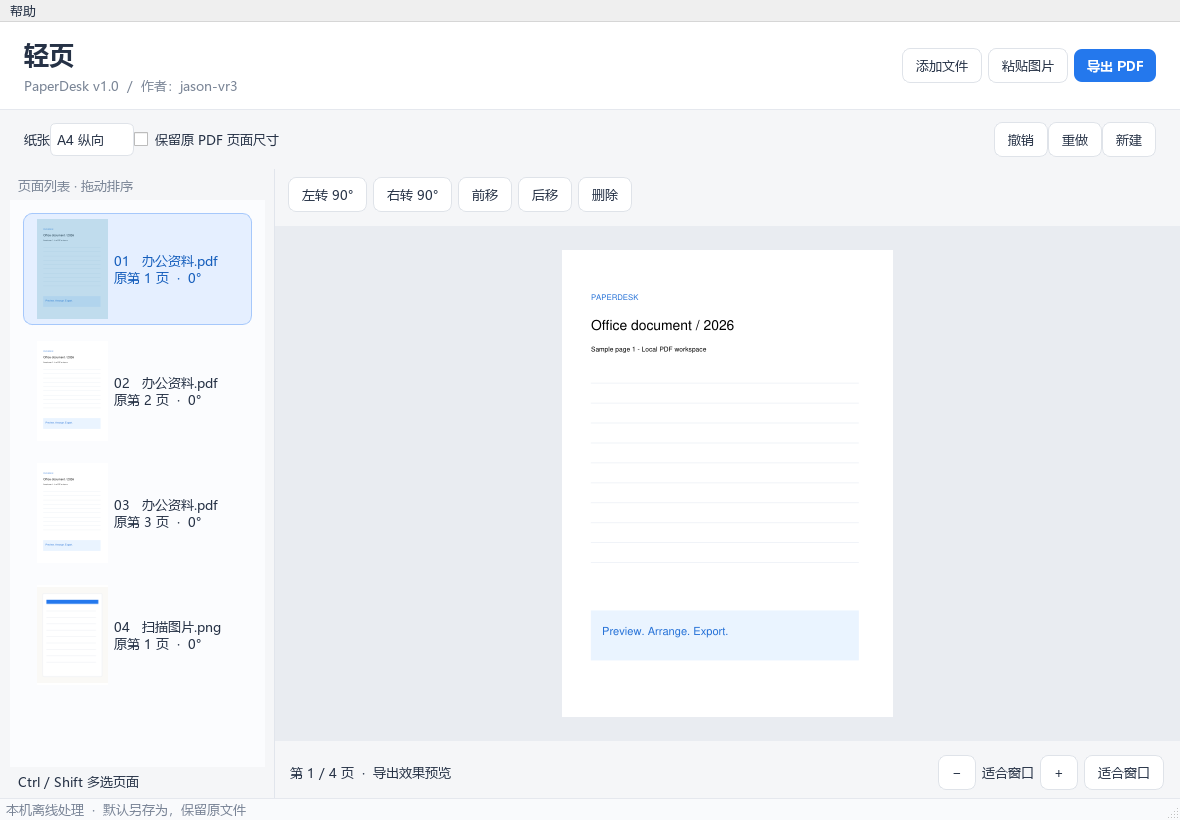 帮助
轻页
PaperDesk v1.0 / 作者：jason-vr3
添加文件
粘贴图片
导出 PDF
纸张
A4 纵向
保留原 PDF 页面尺寸
撤销
重做
新建
页面列表 · 拖动排序
左转 90°
右转 90°
前移
后移
删除
01 办公资料.pdf
原第 1 页 · 0°
02 办公资料.pdf
原第 2 页 · 0°
03 办公资料.pdf
原第 3 页 · 0°
04 扫描图片.png
原第 1 页 · 0°
PAPERDESK
Office document / 2026
Sample page 1 - Local PDF workspace
Preview. Arrange. Export.
Ctrl / Shift 多选页面
第 1 / 4 页 · 导出效果预览
−
适合窗口
+
适合窗口
本机离线处理 · 默认另存为，保留原文件